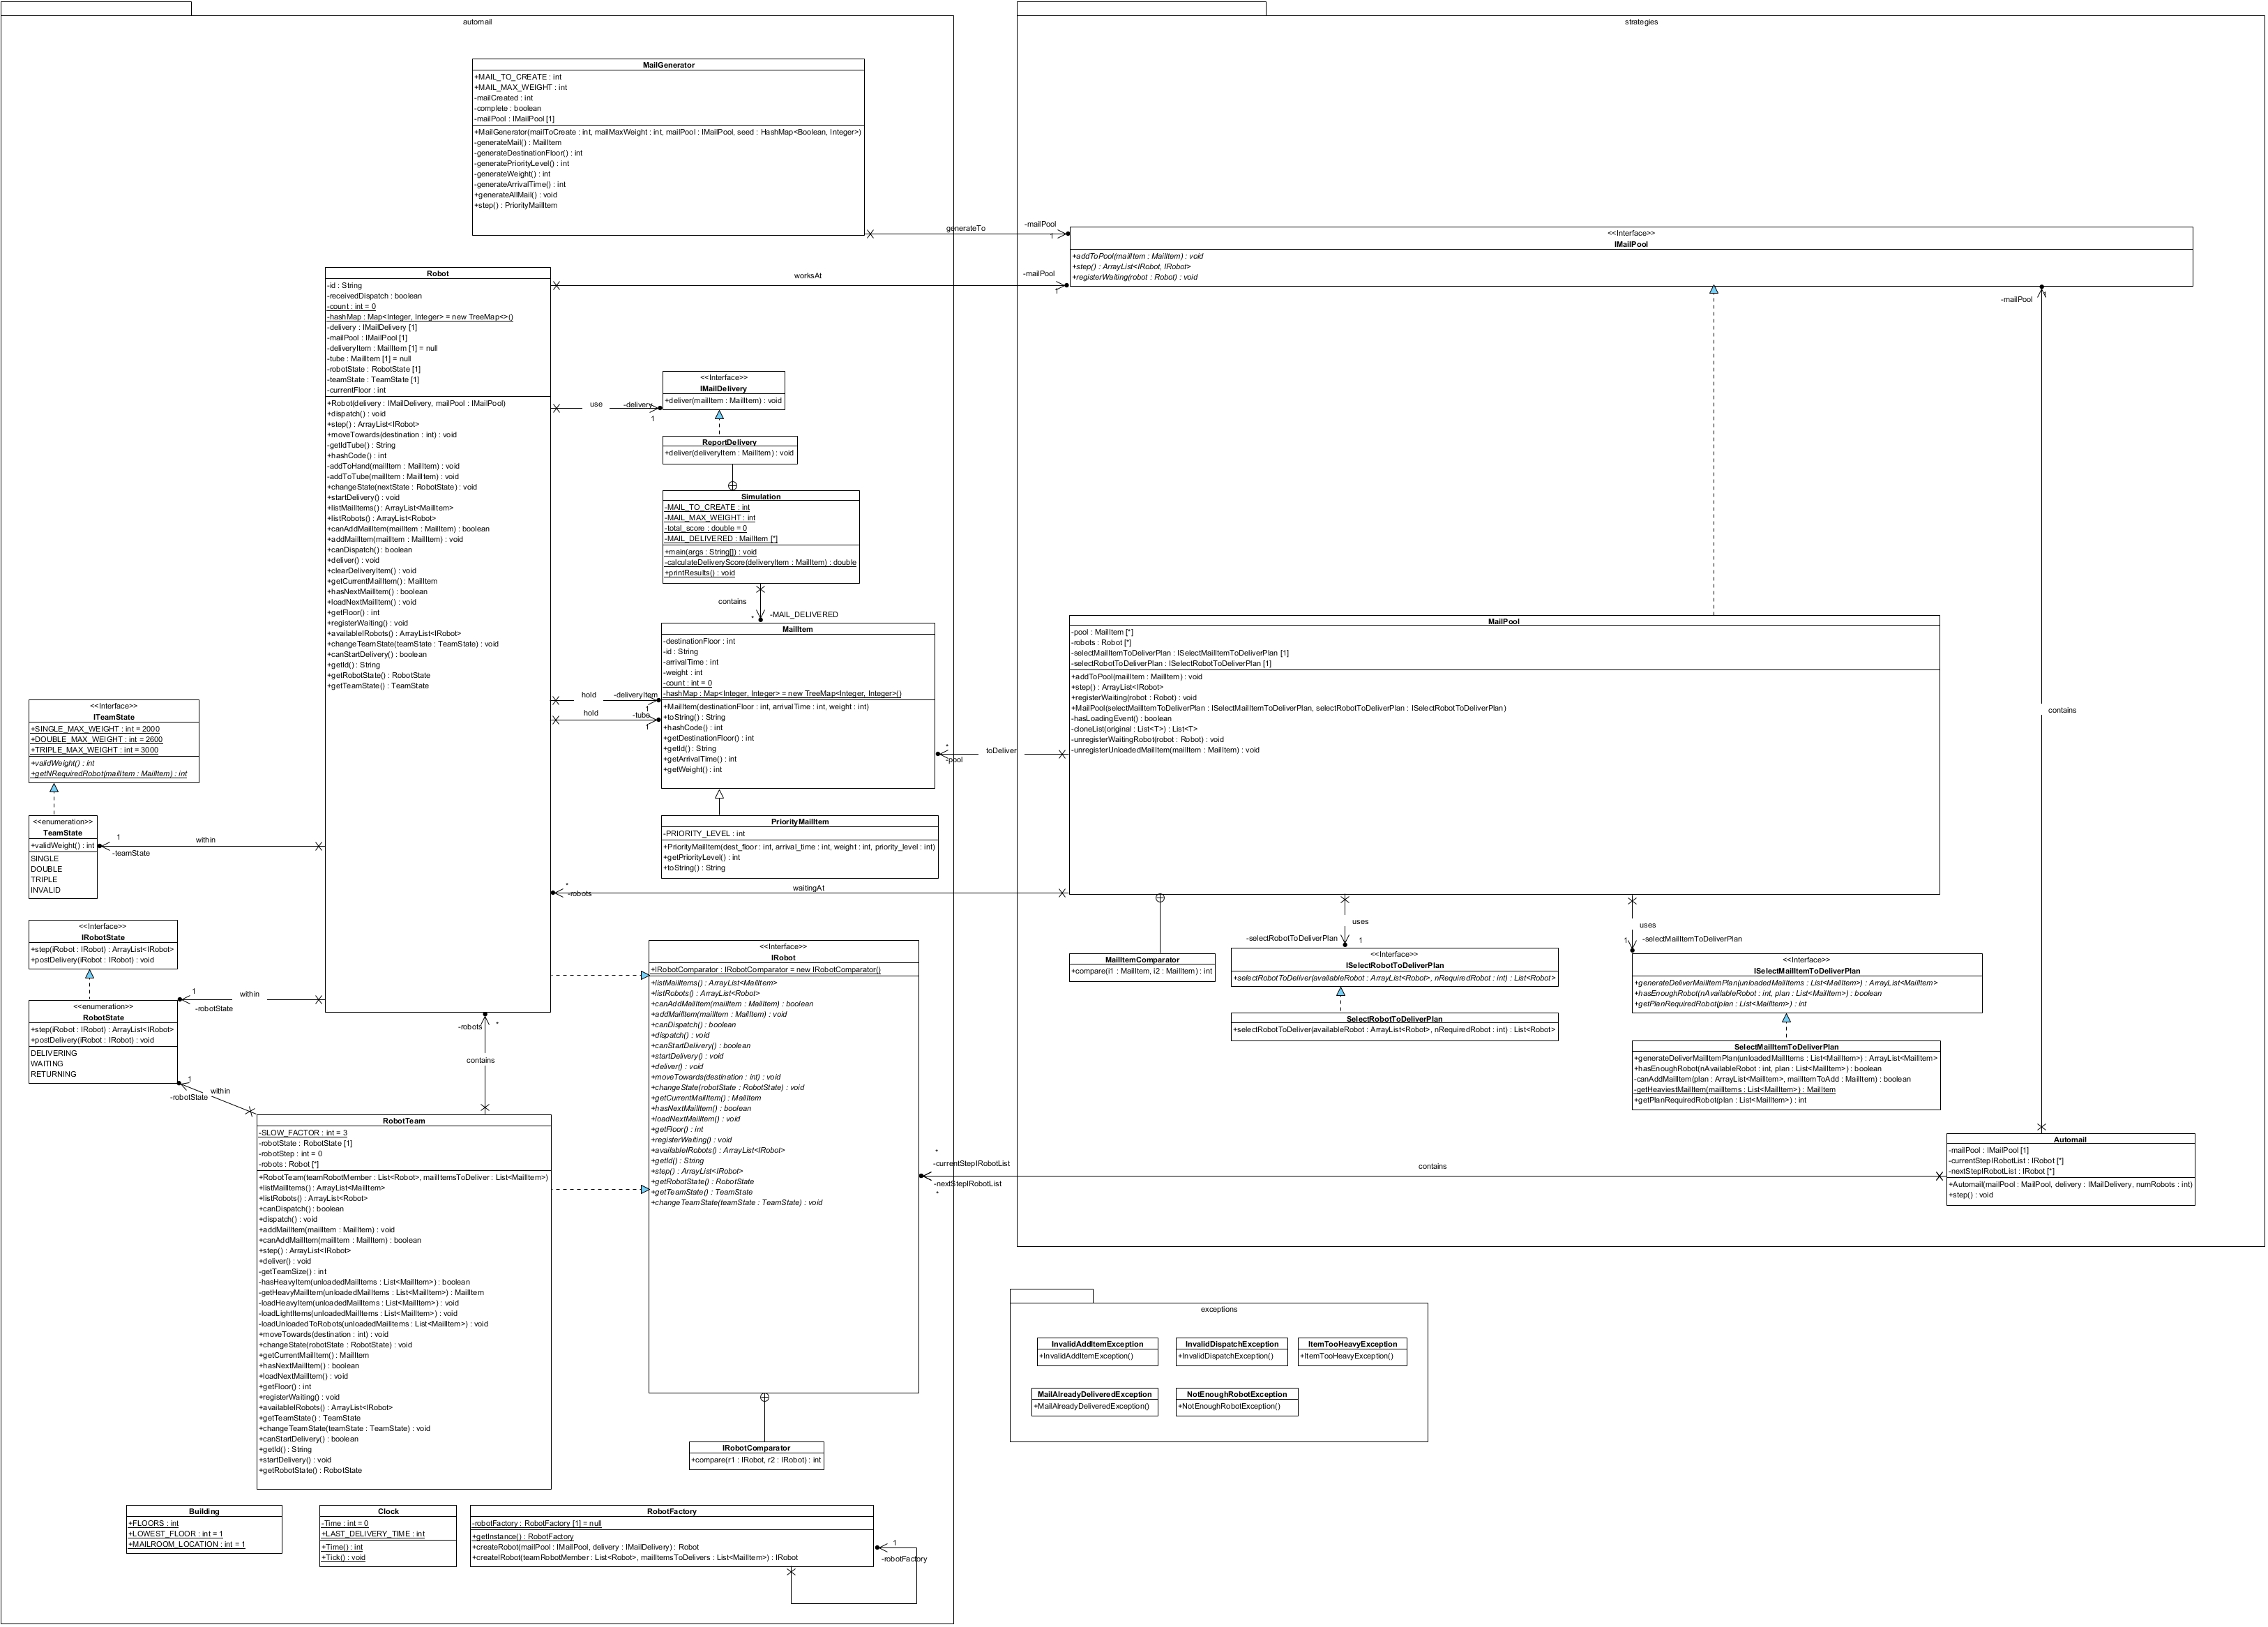 automail
MailGenerator
+MAIL_TO_CREATE : int
+MAIL_MAX_WEIGHT : int
-mailCreated : int
-complete : boolean
-mailPool : IMailPool [1]
+MailGenerator(mailToCreate : int, mailMaxWeight : int, mailPool : IMailPool, seed : HashMap<Boolean, Integer>)
-generateMail() : MailItem
-generateDestinationFloor() : int
-generatePriorityLevel() : int
-generateWeight() : int
-generateArrivalTime() : int
+generateAllMail() : void
+step() : PriorityMailItem
generateTo
-mailPool
1
Robot
-id : String
-receivedDispatch : boolean
-count : int = 0
-hashMap : Map<Integer, Integer> = new TreeMap<>()
-delivery : IMailDelivery [1]
-mailPool : IMailPool [1]
-deliveryItem : MailItem [1] = null
-tube : MailItem [1] = null
-robotState : RobotState [1]
-teamState : TeamState [1]
-currentFloor : int
+Robot(delivery : IMailDelivery, mailPool : IMailPool)
+dispatch() : void
+step() : ArrayList<IRobot>
+moveTowards(destination : int) : void
-getIdTube() : String
+hashCode() : int
-addToHand(mailItem : MailItem) : void
-addToTube(mailItem : MailItem) : void
+changeState(nextState : RobotState) : void
+startDelivery() : void
+listMailItems() : ArrayList<MailItem>
+listRobots() : ArrayList<Robot>
+canAddMailItem(mailItem : MailItem) : boolean
+addMailItem(mailItem : MailItem) : void
+canDispatch() : boolean
+deliver() : void
+clearDeliveryItem() : void
+getCurrentMailItem() : MailItem
+hasNextMailItem() : boolean
+loadNextMailItem() : void
+getFloor() : int
+registerWaiting() : void
+availableIRobots() : ArrayList<IRobot>
+changeTeamState(teamState : TeamState) : void
+canStartDelivery() : boolean
+getId() : String
+getRobotState() : RobotState
+getTeamState() : TeamState
worksAt
-mailPool
1
<<Interface>>
IMailDelivery
+deliver(mailItem : MailItem) : void
use
-delivery
1
ReportDelivery
+deliver(deliveryItem : MailItem) : void
Simulation
-MAIL_TO_CREATE : int
-MAIL_MAX_WEIGHT : int
-total_score : double = 0
-MAIL_DELIVERED : MailItem [*]
+main(args : String[]) : void
-calculateDeliveryScore(deliveryItem : MailItem) : double
+printResults() : void
contains
-MAIL_DELIVERED
*
MailItem
-destinationFloor : int
-id : String
-arrivalTime : int
-weight : int
-count : int = 0
-hashMap : Map<Integer, Integer> = new TreeMap<Integer, Integer>()
+MailItem(destinationFloor : int, arrivalTime : int, weight : int)
+toString() : String
+hashCode() : int
+getDestinationFloor() : int
+getId() : String
+getArrivalTime() : int
+getWeight() : int
hold
-deliveryItem
1
hold
-tube
1
PriorityMailItem
-PRIORITY_LEVEL : int
+PriorityMailItem(dest_floor : int, arrival_time : int, weight : int, priority_level : int)
+getPriorityLevel() : int
+toString() : String
<<Interface>>
ITeamState
+SINGLE_MAX_WEIGHT : int = 2000
+DOUBLE_MAX_WEIGHT : int = 2600
+TRIPLE_MAX_WEIGHT : int = 3000
+validWeight() : int
+getNRequiredRobot(mailItem : MailItem) : int
<<enumeration>>
TeamState
+validWeight() : int
SINGLE
DOUBLE
TRIPLE
INVALID
1
-teamState
within
<<Interface>>
IRobotState
+step(iRobot : IRobot) : ArrayList<IRobot>
+postDelivery(iRobot : IRobot) : void
<<enumeration>>
RobotState
+step(iRobot : IRobot) : ArrayList<IRobot>
+postDelivery(iRobot : IRobot) : void
DELIVERING
WAITING
RETURNING
1
-robotState
within
1
-robotState
within
-robots
*
contains
RobotTeam
-SLOW_FACTOR : int = 3
-robotState : RobotState [1]
-robotStep : int = 0
-robots : Robot [*]
+RobotTeam(teamRobotMember : List<Robot>, mailItemsToDeliver : List<MailItem>)
+listMailItems() : ArrayList<MailItem>
+listRobots() : ArrayList<Robot>
+canDispatch() : boolean
+dispatch() : void
+addMailItem(mailItem : MailItem) : void
+canAddMailItem(mailItem : MailItem) : boolean
+step() : ArrayList<IRobot>
+deliver() : void
-getTeamSize() : int
-hasHeavyItem(unloadedMailItems : List<MailItem>) : boolean
-getHeavyMailItem(unloadedMailItems : List<MailItem>) : MailItem
-loadHeavyItem(unloadedMailItems : List<MailItem>) : void
-loadLightItems(unloadedMailItems : List<MailItem>) : void
-loadUnloadedToRobots(unloadedMailItems : List<MailItem>) : void
+moveTowards(destination : int) : void
+changeState(robotState : RobotState) : void
+getCurrentMailItem() : MailItem
+hasNextMailItem() : boolean
+loadNextMailItem() : void
+getFloor() : int
+registerWaiting() : void
+availableIRobots() : ArrayList<IRobot>
+getTeamState() : TeamState
+changeTeamState(teamState : TeamState) : void
+canStartDelivery() : boolean
+getId() : String
+startDelivery() : void
+getRobotState() : RobotState
<<Interface>>
IRobot
+IRobotComparator : IRobotComparator = new IRobotComparator()
+listMailItems() : ArrayList<MailItem>
+listRobots() : ArrayList<Robot>
+canAddMailItem(mailItem : MailItem) : boolean
+addMailItem(mailItem : MailItem) : void
+canDispatch() : boolean
+dispatch() : void
+canStartDelivery() : boolean
+startDelivery() : void
+deliver() : void
+moveTowards(destination : int) : void
+changeState(robotState : RobotState) : void
+getCurrentMailItem() : MailItem
+hasNextMailItem() : boolean
+loadNextMailItem() : void
+getFloor() : int
+registerWaiting() : void
+availableIRobots() : ArrayList<IRobot>
+getId() : String
+step() : ArrayList<IRobot>
+getRobotState() : RobotState
+getTeamState() : TeamState
+changeTeamState(teamState : TeamState) : void
IRobotComparator
+compare(r1 : IRobot, r2 : IRobot) : int
Building
+FLOORS : int
+LOWEST_FLOOR : int = 1
+MAILROOM_LOCATION : int = 1
Clock
-Time : int = 0
+LAST_DELIVERY_TIME : int
+Time() : int
+Tick() : void
RobotFactory
-robotFactory : RobotFactory [1] = null
+getInstance() : RobotFactory
+createRobot(mailPool : IMailPool, delivery : IMailDelivery) : Robot
+createIRobot(teamRobotMember : List<Robot>, mailItemsToDelivers : List<MailItem>) : IRobot
1
-robotFactory
strategies
<<Interface>>
IMailPool
+addToPool(mailItem : MailItem) : void
+step() : ArrayList<IRobot, IRobot>
+registerWaiting(robot : Robot) : void
-mailPool
1
contains
MailPool
-pool : MailItem [*]
-robots : Robot [*]
-selectMailItemToDeliverPlan : ISelectMailItemToDeliverPlan [1]
-selectRobotToDeliverPlan : ISelectRobotToDeliverPlan [1]
+addToPool(mailItem : MailItem) : void
+step() : ArrayList<IRobot>
+registerWaiting(robot : Robot) : void
+MailPool(selectMailItemToDeliverPlan : ISelectMailItemToDeliverPlan, selectRobotToDeliverPlan : ISelectRobotToDeliverPlan)
-hasLoadingEvent() : boolean
-cloneList(original : List<T>) : List<T>
-unregisterWaitingRobot(robot : Robot) : void
-unregisterUnloadedMailItem(mailItem : MailItem) : void
*
-pool
toDeliver
*
-robots
waitingAt
MailItemComparator
+compare(i1 : MailItem, i2 : MailItem) : int
uses
-selectRobotToDeliverPlan
1
<<Interface>>
ISelectRobotToDeliverPlan
+selectRobotToDeliver(availableRobot : ArrayList<Robot>, nRequiredRobot : int) : List<Robot>
SelectRobotToDeliverPlan
+selectRobotToDeliver(availableRobot : ArrayList<Robot>, nRequiredRobot : int) : List<Robot>
uses
1
-selectMailItemToDeliverPlan
<<Interface>>
ISelectMailItemToDeliverPlan
+generateDeliverMailItemPlan(unloadedMailItems : List<MailItem>) : ArrayList<MailItem>
+hasEnoughRobot(nAvailableRobot : int, plan : List<MailItem>) : boolean
+getPlanRequiredRobot(plan : List<MailItem>) : int
SelectMailItemToDeliverPlan
+generateDeliverMailItemPlan(unloadedMailItems : List<MailItem>) : ArrayList<MailItem>
+hasEnoughRobot(nAvailableRobot : int, plan : List<MailItem>) : boolean
-canAddMailItem(plan : ArrayList<MailItem>, mailItemToAdd : MailItem) : boolean
-getHeaviestMailItem(mailItems : List<MailItem>) : MailItem
+getPlanRequiredRobot(plan : List<MailItem>) : int
Automail
-mailPool : IMailPool [1]
-currentStepIRobotList : IRobot [*]
-nextStepIRobotList : IRobot [*]
+Automail(mailPool : MailPool, delivery : IMailDelivery, numRobots : int)
+step() : void
*
-currentStepIRobotList
contains
-nextStepIRobotList
*
exceptions
InvalidAddItemException
+InvalidAddItemException()
InvalidDispatchException
+InvalidDispatchException()
ItemTooHeavyException
+ItemTooHeavyException()
MailAlreadyDeliveredException
+MailAlreadyDeliveredException()
NotEnoughRobotException
+NotEnoughRobotException()